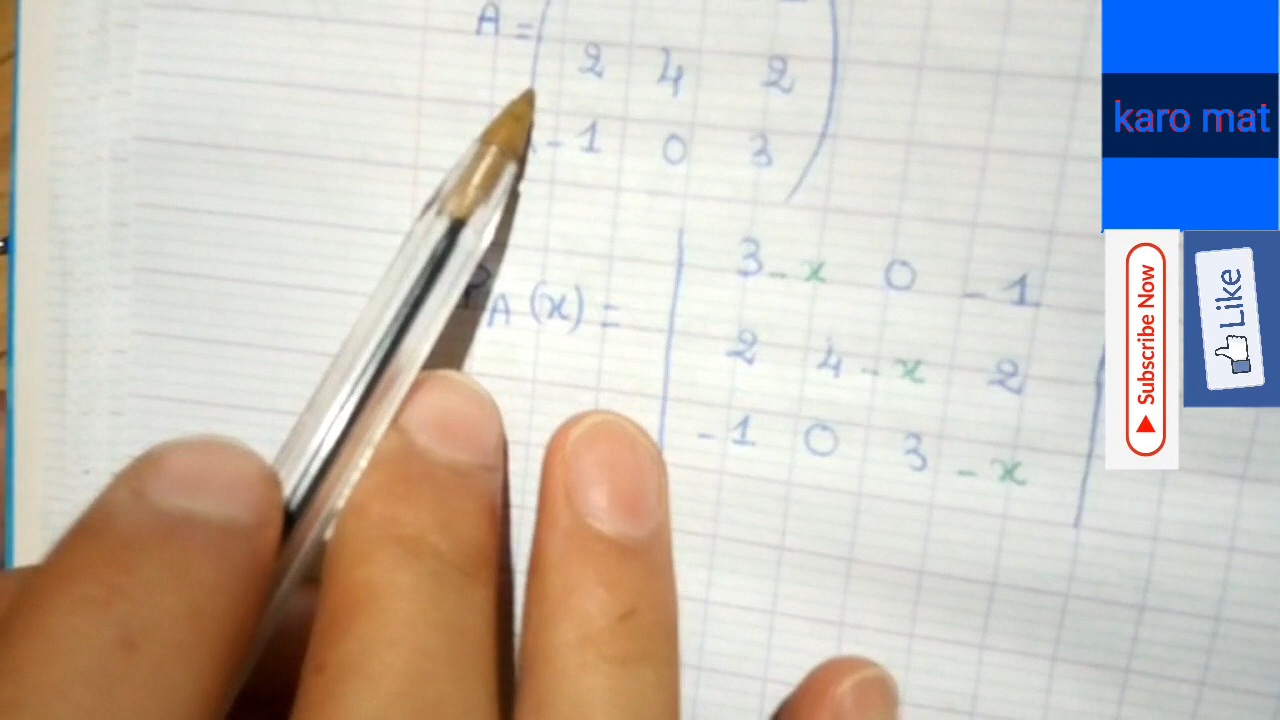 A =
2 4 2
-1 0 3
P_A (x) =
3-x 0 -1
2 4-x 2
-1 0 3-x
karo mat
Subscribe Now
Like